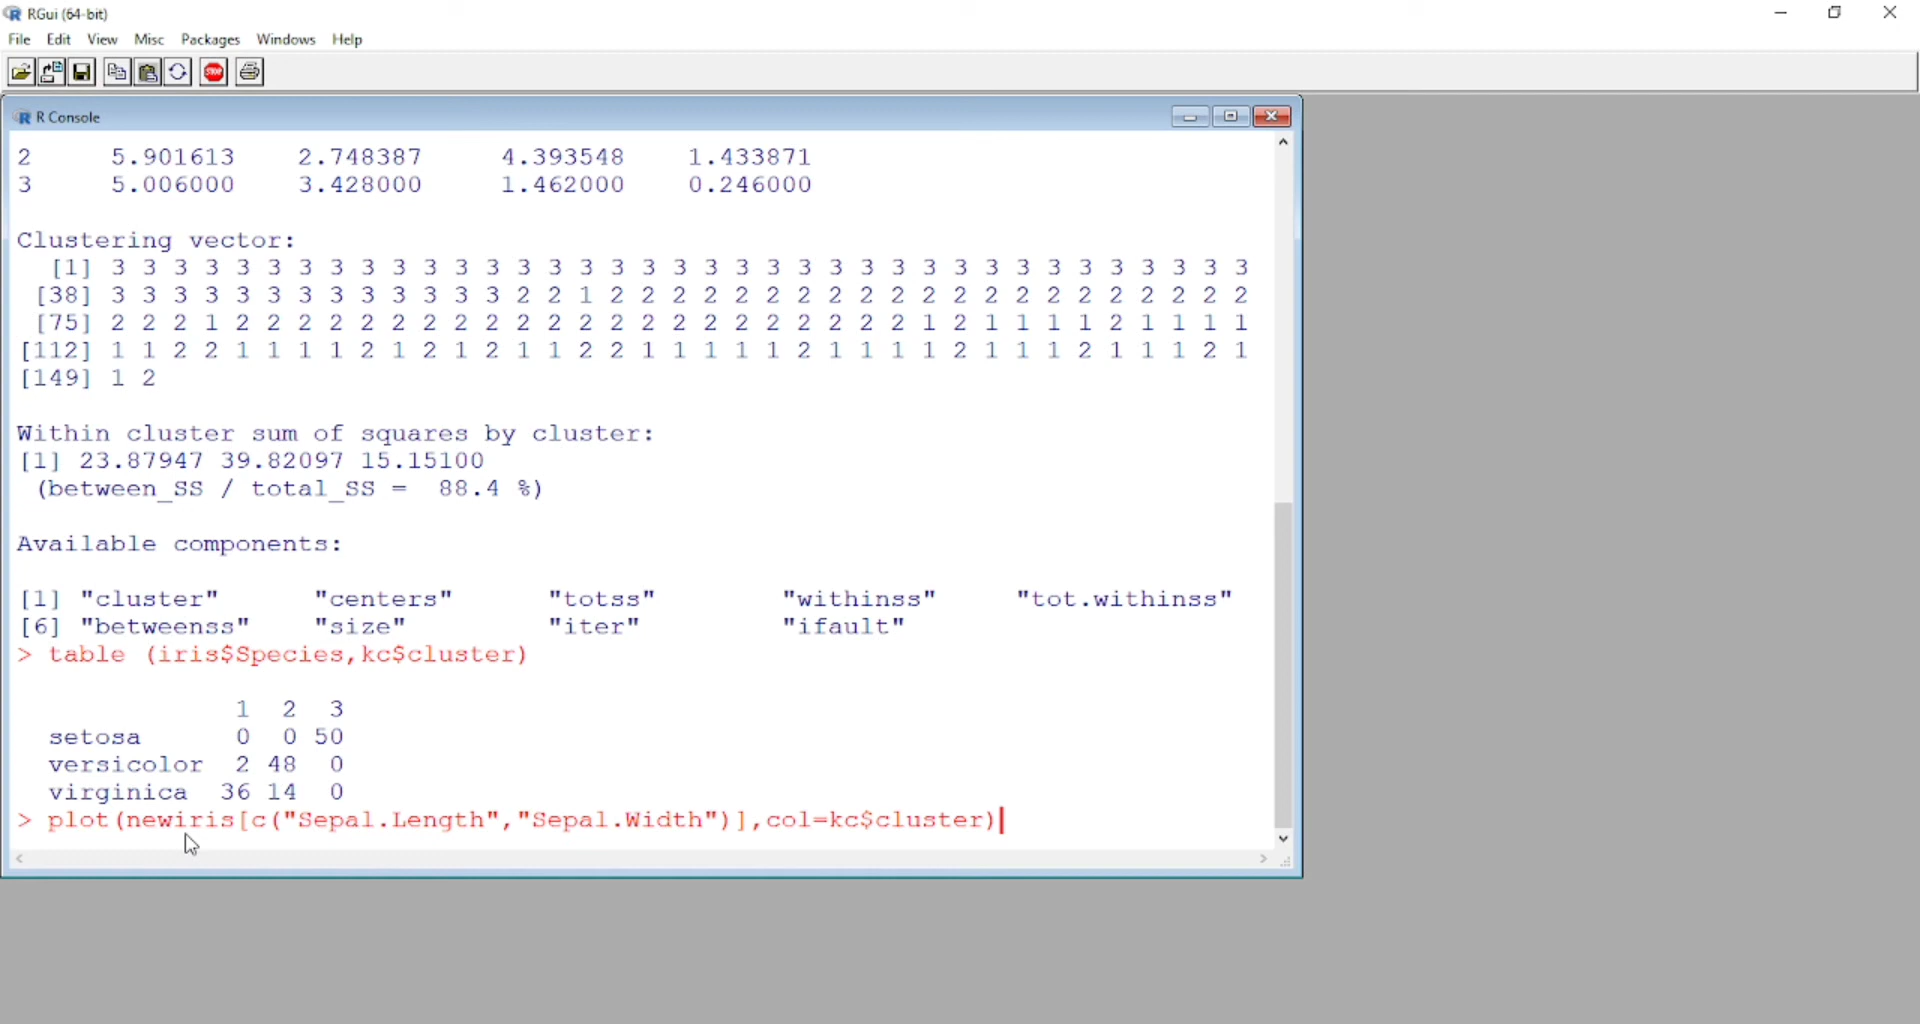 RGui (64-bit)
File Edit View Misc Packages Windows Help
STOP
R Console
2 5.901613 2.748387 4.393548 1.433871
3 5.006000 3.428000 1.462000 0.246000
Clustering vector:
[1] 3 3 3 3 3 3 3 3 3 3 3 3 3 3 3 3 3 3 3 3 3 3 3 3 3 3 3 3 3 3 3 3 3 3 3 3 3
[38] 3 3 3 3 3 3 3 3 3 3 3 3 3 2 2 1 2 2 2 2 2 2 2 2 2 2 2 2 2 2 2 2 2 2 2 2 2
[75] 2 2 2 1 2 2 2 2 2 2 2 2 2 2 2 2 2 2 2 2 2 2 2 2 2 2 1 2 1 1 1 1 2 1 1 1 1
[112] 1 1 2 2 1 1 1 1 2 1 2 1 2 1 1 2 2 1 1 1 1 1 2 1 1 1 1 2 1 1 1 2 1 1 1 2 1
[149] 1 2
Within cluster sum of squares by cluster:
[1] 23.87947 39.82097 15.15100
(between_SS / total_SS = 88.4 %)
Available components:
[1] "cluster" "centers" "totss" "withinss" "tot.withinss"
[6] "betweenss" "size" "iter" "ifault"
> table (iris$Species,kc$cluster)
1 2 3
setosa 0 0 50
versicolor 2 48 0
virginica 36 14 0
> plot(newiris[c("Sepal.Length","Sepal.Width")],col=kc$cluster)